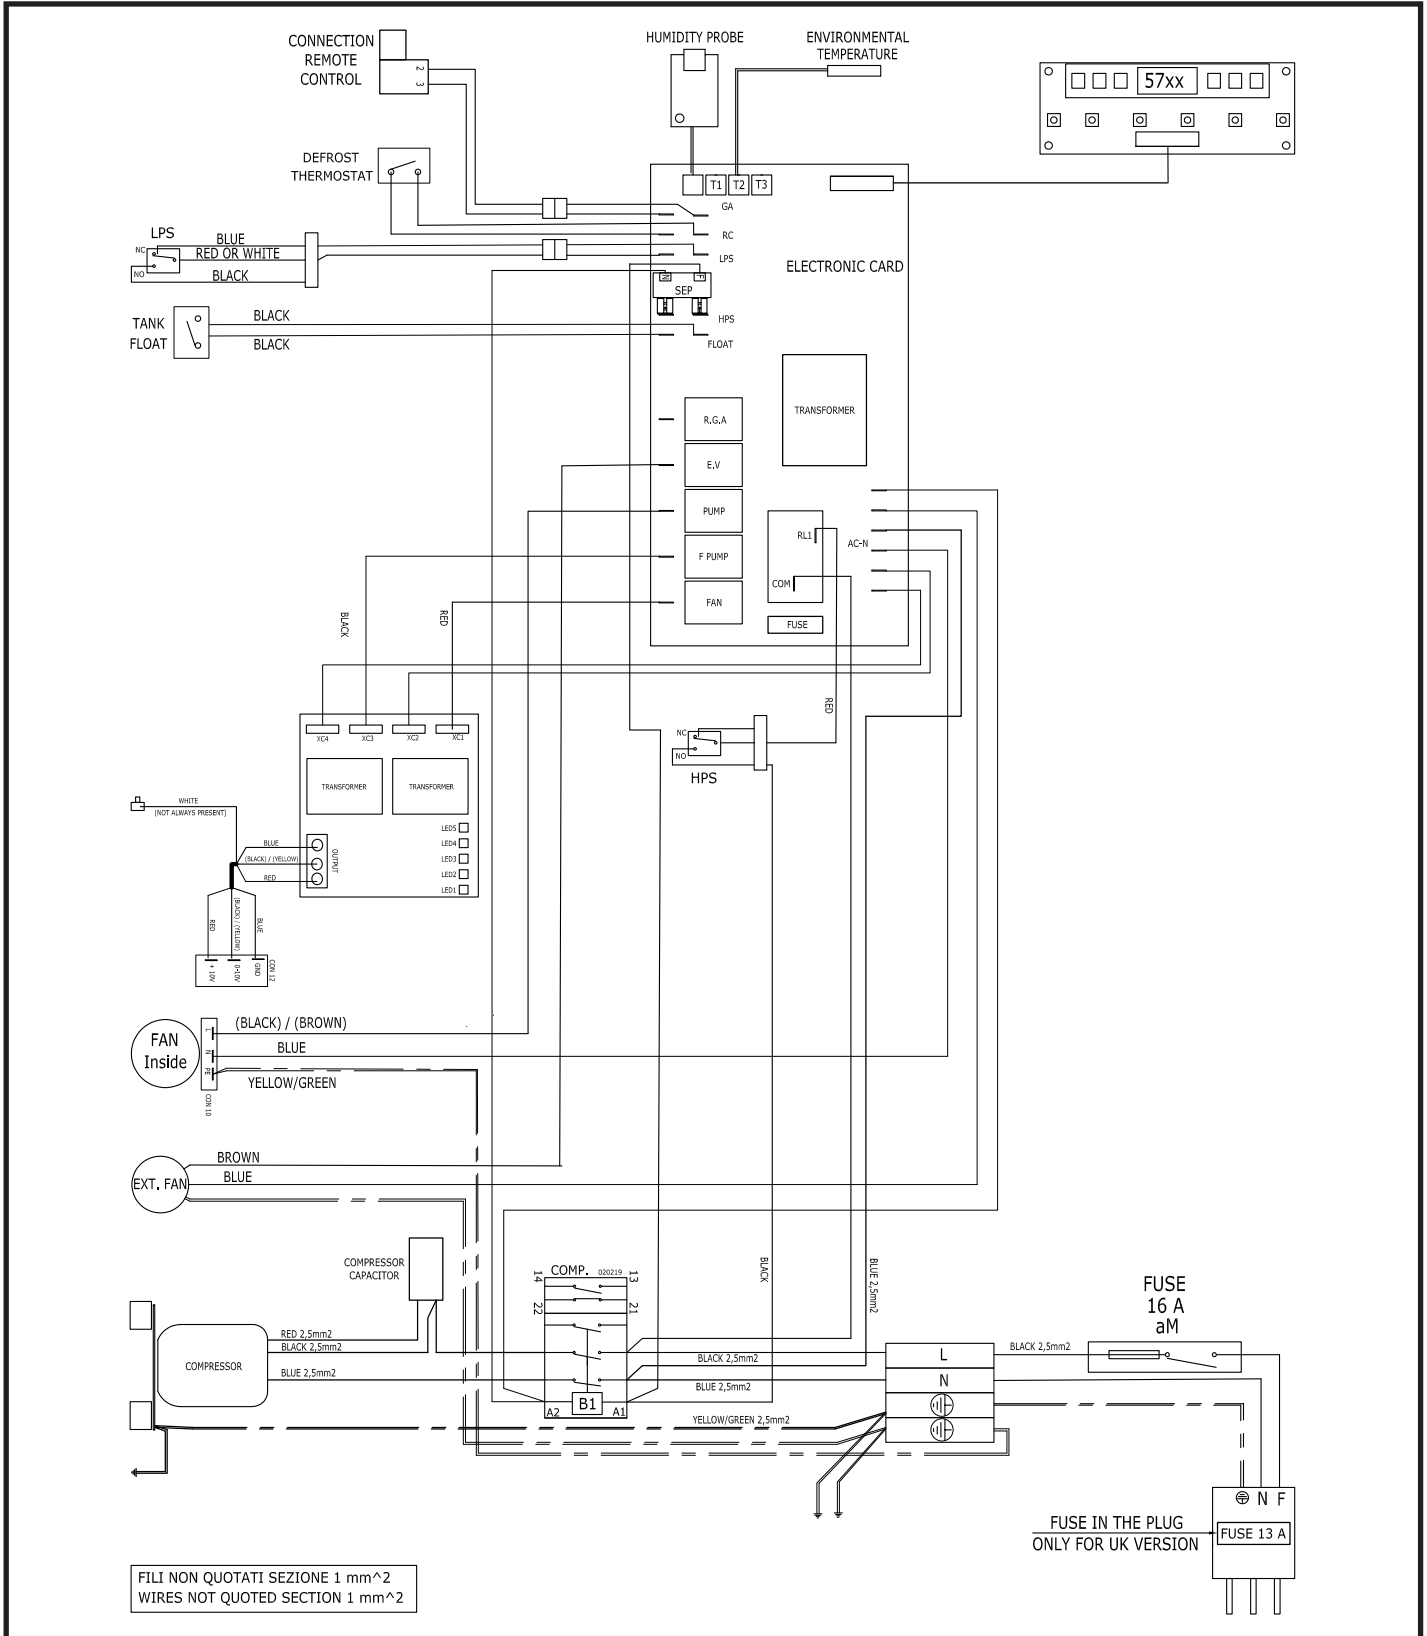 CONNECTION
REMOTE
CONTROL
2
3
HUMIDITY PROBE
ENVIRONMENTAL
TEMPERATURE
57xx
DEFROST
THERMOSTAT
T1
T2
T3
GA
RC
LPS
ELECTRONIC CARD
LPS
NC
NO
BLUE
RED OR WHITE
BLACK
N
F
SEP
HPS
FLOAT
TANK
FLOAT
BLACK
BLACK
TRANSFORMER
R.G.A
E.V
PUMP
F PUMP
FAN
RL1
AC-N
COM
FUSE
BLACK
RED
RED
XC4
XC3
XC2
XC1
TRANSFORMER
TRANSFORMER
NC
NO
HPS
WHITE
(NOT ALWAYS PRESENT)
LED5
LED4
LED3
LED2
LED1
BLUE
(BLACK) / (YELLOW)
RED
OUTPUT
RED
(BLACK) / (YELLOW)
BLUE
+ 10V
0-10V
GND
CON 12
FAN
Inside
L
N
PE
CON 10
(BLACK) / (BROWN)
BLUE
YELLOW/GREEN
EXT. FAN
BROWN
BLUE
COMPRESSOR
CAPACITOR
COMP. 020219
14
13
22
21
BLACK
BLUE 2,5mm2
FUSE
16 A
aM
COMPRESSOR
RED 2,5mm2
BLACK 2,5mm2
BLUE 2,5mm2
B1
A2
A1
BLACK 2,5mm2
BLUE 2,5mm2
YELLOW/GREEN 2,5mm2
L
N
BLACK 2,5mm2
N F
FUSE 13 A
FUSE IN THE PLUG
ONLY FOR UK VERSION
FILI NON QUOTATI SEZIONE 1 mm^2
WIRES NOT QUOTED SECTION 1 mm^2